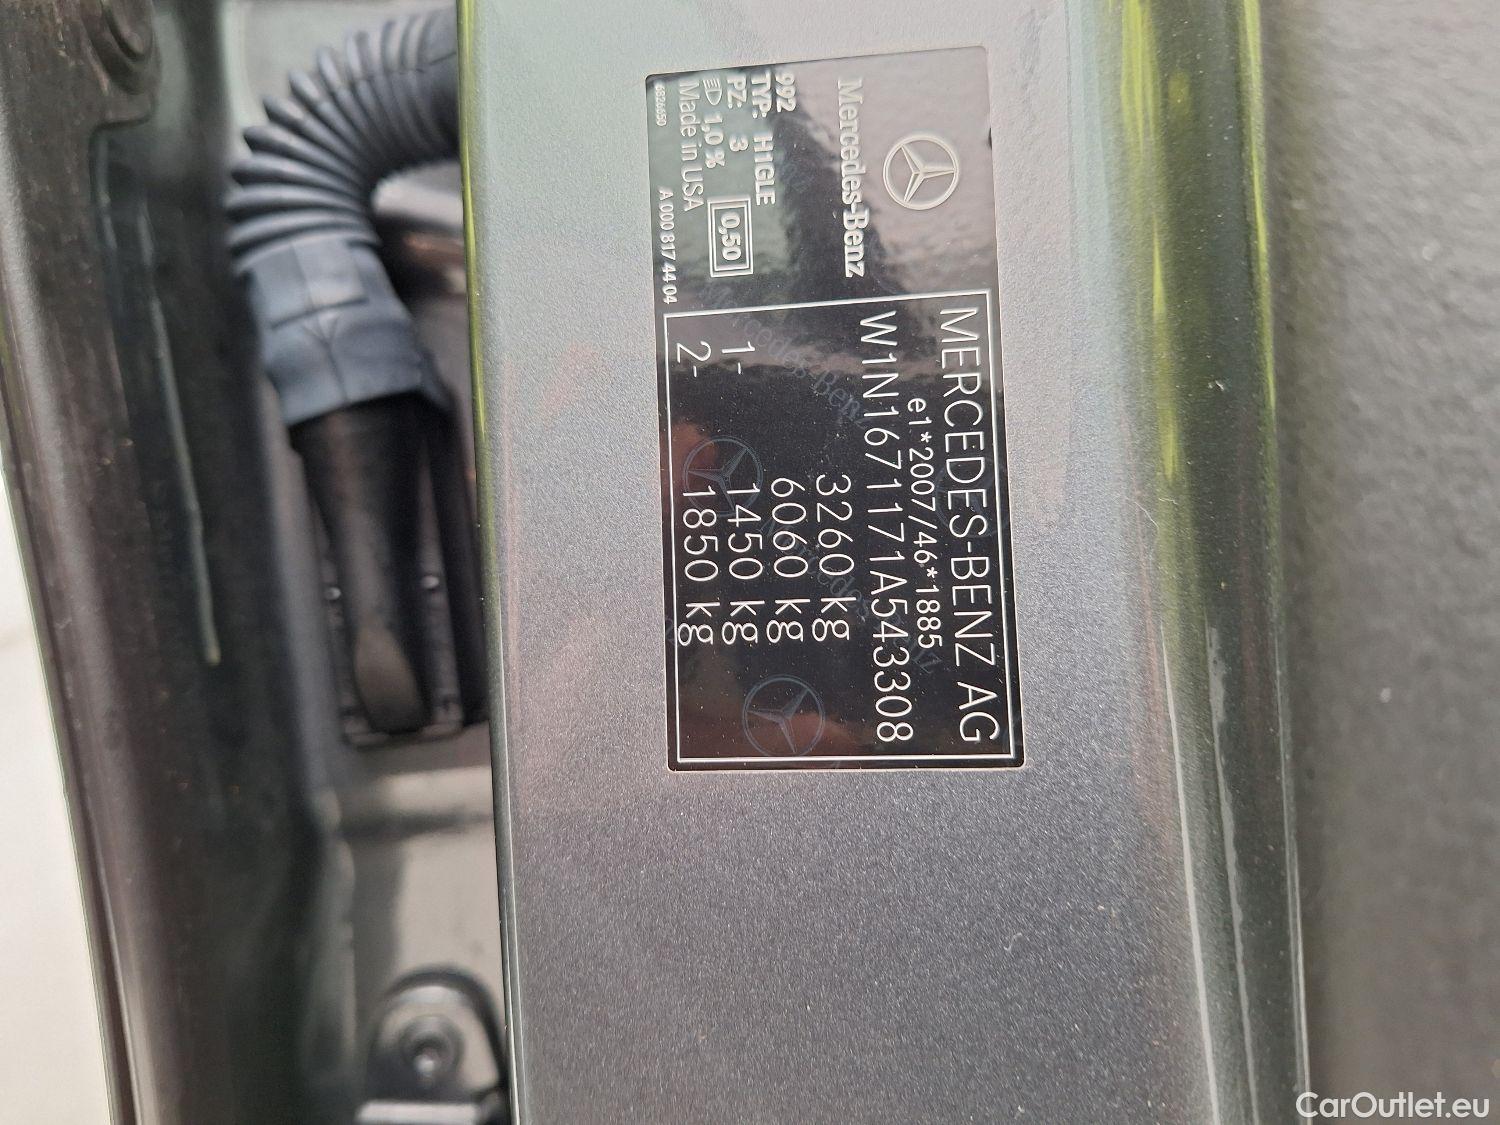 Mercedes-Benz
992
TYP: H1GLE
PZ: 3
1,0 % 0,50
Made in USA
6826650 A 000 817 44 04
MERCEDES-BENZ AG
e1*2007/46*1885
W1N1671171A543308
3260 kg
6060 kg
1- 1450 kg
2- 1850 kg
CarOutlet.eu